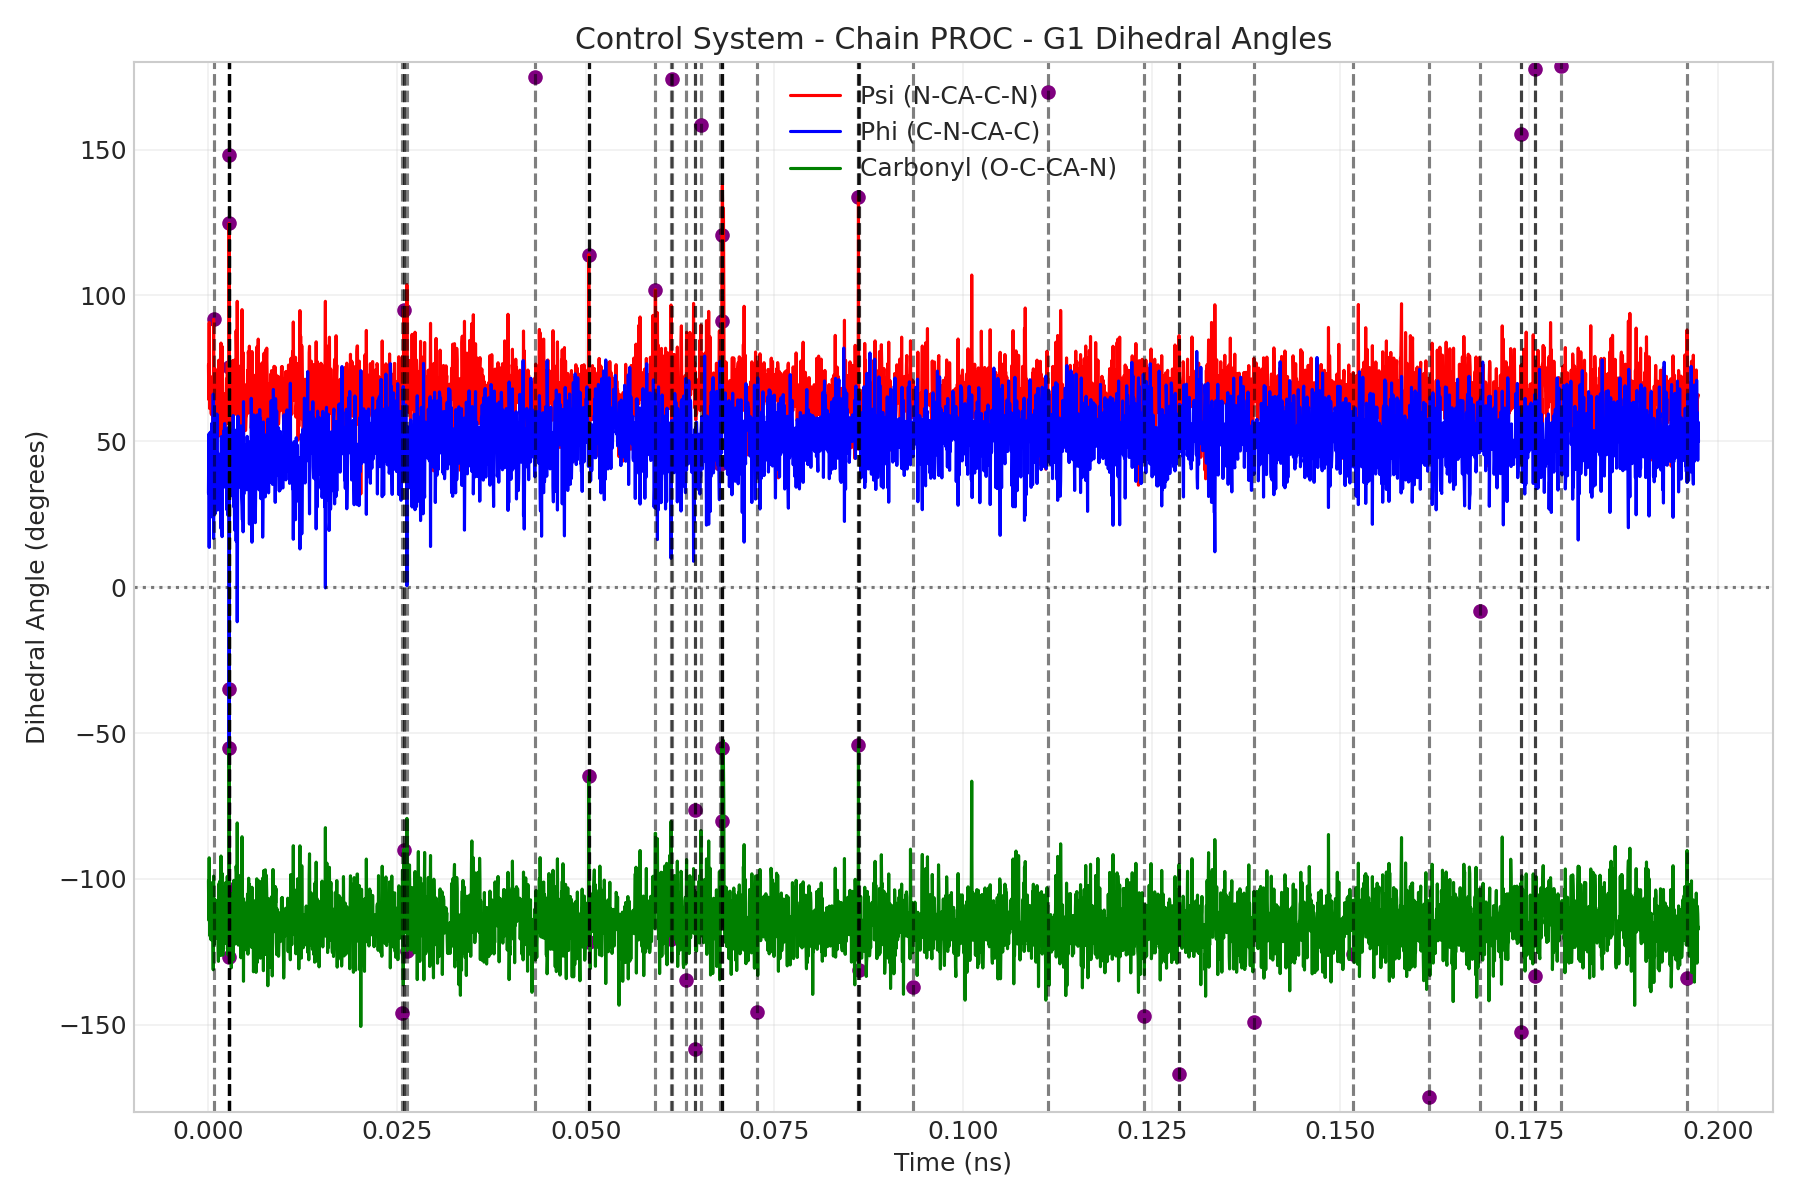 Control System - Chain PROC - G1 Dihedral Angles
Psi (N-CA-C-N)
Phi (C-N-CA-C)
Carbonyl (O-C-CA-N)
Dihedral Angle (degrees)
150
100
50
0
−50
−100
−150
0.000 0.025 0.050 0.075 0.100 0.125 0.150 0.175 0.200
Time (ns)